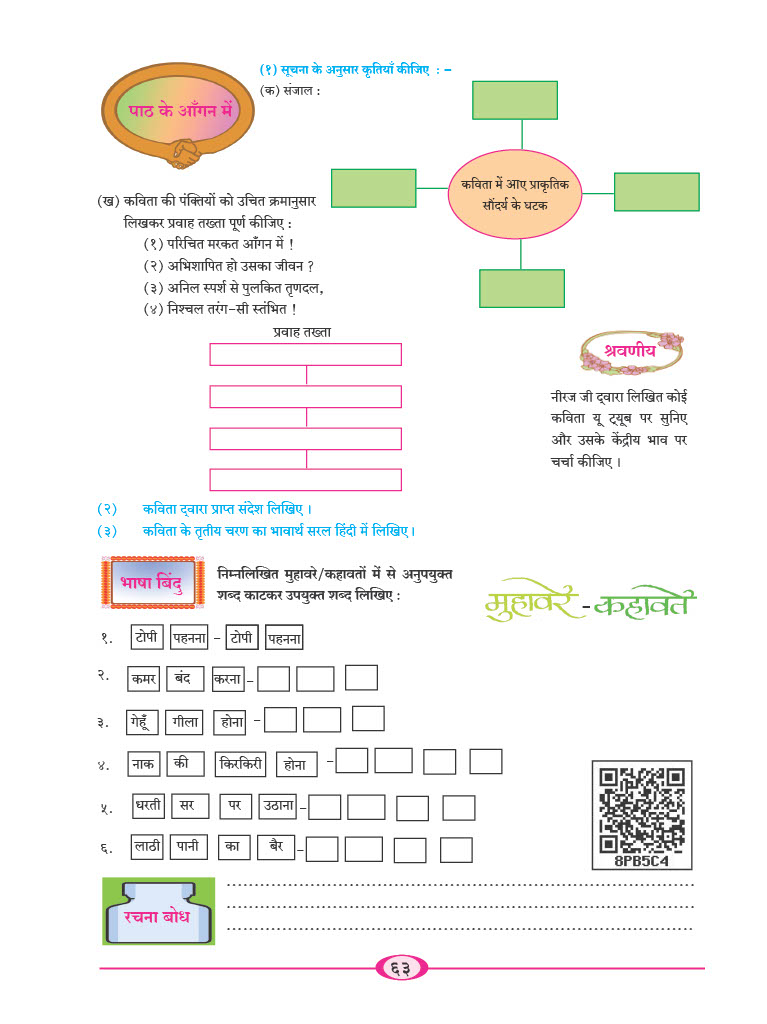 पाठ के आँगन में
(१) सूचना के अनुसार कृतियाँ कीजिए : –
(क) संजाल :
कविता में आए प्राकृतिक
सौंदर्य के घटक
(ख) कविता की पंक्तियों को उचित क्रमानुसार
लिखकर प्रवाह तख्ता पूर्ण कीजिए :
(१) परिचित मरकत आँगन में !
(२) अभिशापित हो उसका जीवन ?
(३) अनिल स्पर्श से पुलकित तृणदल,
(४) निश्चल तरंग-सी स्तंभित !
प्रवाह तख्ता
श्रवणीय
नीरज जी द्वारा लिखित कोई
कविता यू ट्यूब पर सुनिए
और उसके केंद्रीय भाव पर
चर्चा कीजिए ।
(२) कविता द्वारा प्राप्त संदेश लिखिए ।
(३) कविता के तृतीय चरण का भावार्थ सरल हिंदी में लिखिए ।
भाषा बिंदु
निम्नलिखित मुहावरे/कहावतों में से अनुपयुक्त
शब्द काटकर उपयुक्त शब्द लिखिए :
मुहावरे - कहावतें
१. टोपी पहनना – टोपी पहनना
२. कमर बंद करना –
३. गेहूँ गीला होना –
४. नाक की किरकिरी होना –
५. धरती सर पर उठाना –
६. लाठी पानी का बैर –
8PB5C4
रचना बोध
६३